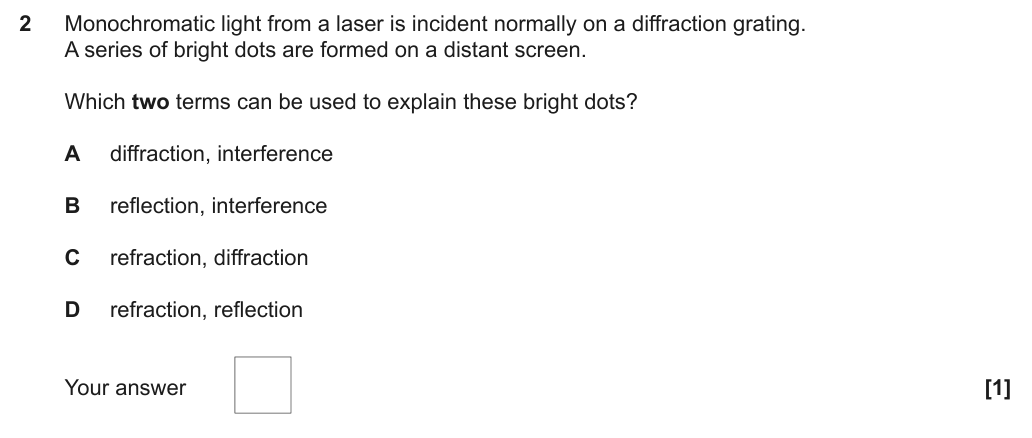 2 Monochromatic light from a laser is incident normally on a diffraction grating.
A series of bright dots are formed on a distant screen.
Which two terms can be used to explain these bright dots?
A diffraction, interference
B reflection, interference
C refraction, diffraction
D refraction, reflection
Your answer [1]